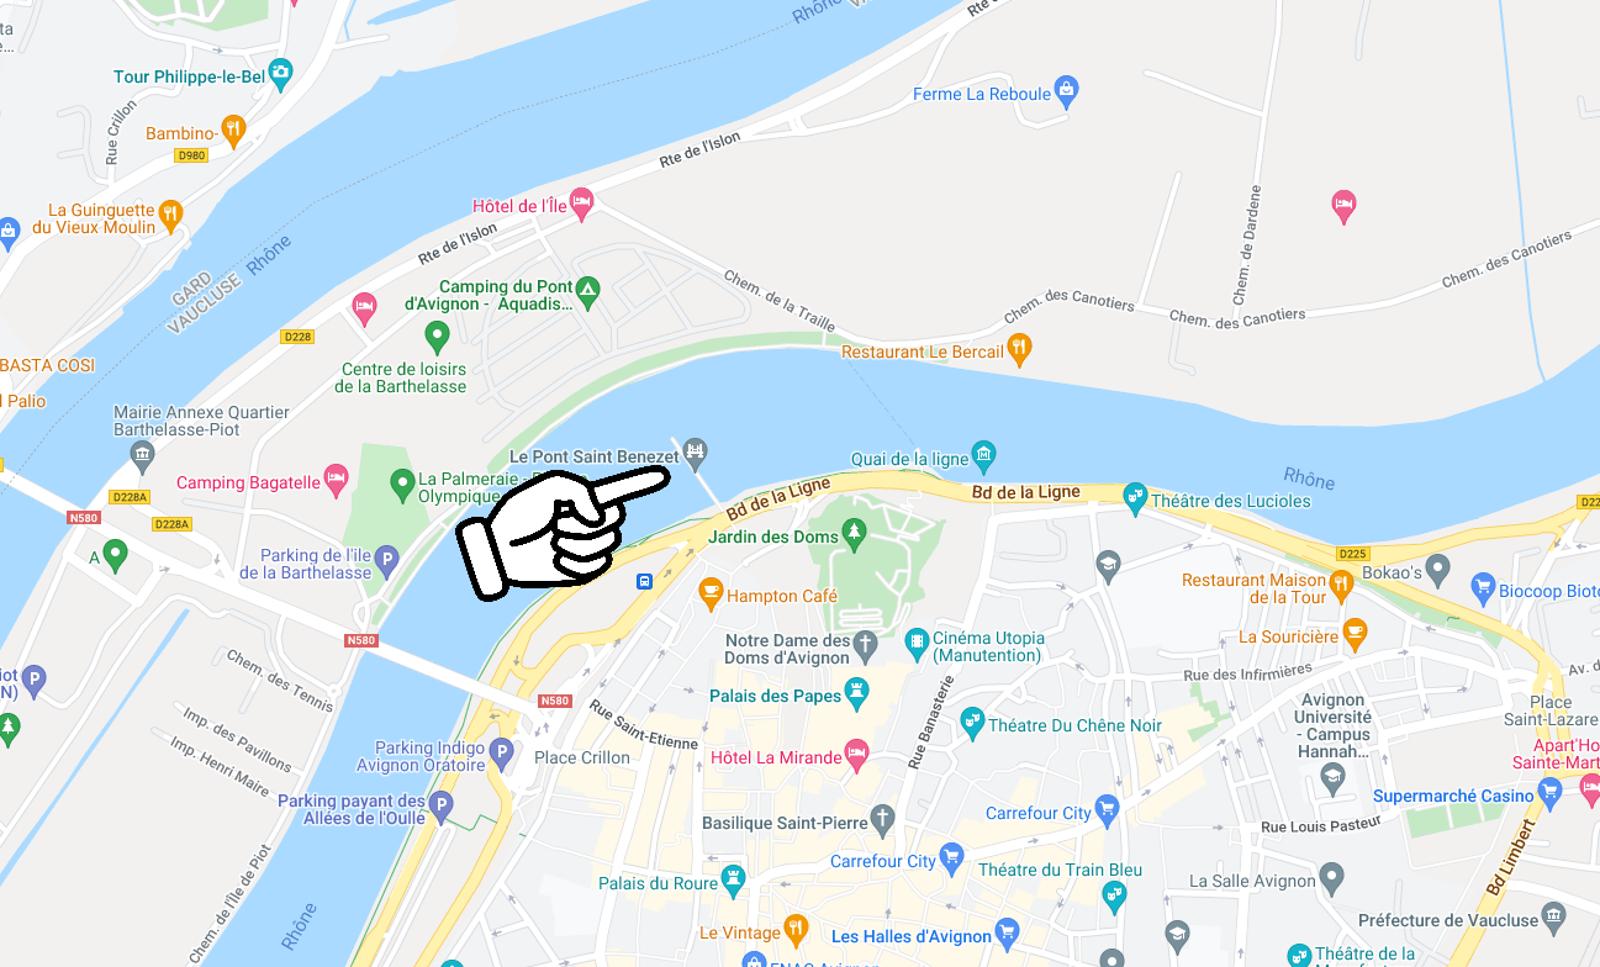 Rhône
Rte
Tour Philippe-le-Bel
Ferme La Reboule
Rue Crillon
Bambino-
D980
Rte de l'Islon
La Guinguette
du Vieux Moulin
Hôtel de l'Île
Chem. de Dardene
Rte de l'Islon
Rhône
Chem. des Canotiers
GARD
VAUCLUSE
Camping du Pont
d'Avignon - Aquadis...
Chem. de la Traille
Chem. des Canotiers
Chem. des Canotiers
D228
BASTA COSI
Centre de loisirs
de la Barthelasse
Restaurant Le Bercail
l Palio
Mairie Annexe Quartier
Barthelasse-Piot
Le Pont Saint Benezet
Quai de la ligne
Rhône
Camping Bagatelle
La Palmeraie -
Olympique
D228A
N580
D228A
Bd de la Ligne
Bd de la Ligne
Théâtre des Lucioles
D22
Jardin des Doms
D225
A
Parking de l'ile
de la Barthelasse
Bokao's
Restaurant Maison
de la Tour
Biocoop Bioto
Hampton Café
N580
Notre Dame des
Doms d'Avignon
Cinéma Utopia
(Manutention)
La Souricière
iot
N)
Chem. des Tennis
Rue des Infirmières
Av. d
Palais des Papes
N580
Rue Saint-Etienne
Rue Banasterie
Avignon
Université
- Campus
Hannah...
Place
Saint-Lazare
Imp. des Pavillons
Théatre Du Chêne Noir
Imp. Henri Maire
Parking Indigo
Avignon Oratoire
Place Crillon
Hôtel La Mirande
Apart'Ho
Sainte-Mart
Parking payant des
Allées de l'Oulle
Supermarché Casino
Basilique Saint-Pierre
Carrefour City
Rue Louis Pasteur
Chem. de l'Île de Piot
Carrefour City
Théatre du Train Bleu
Bd Limbert
Palais du Roure
La Salle Avignon
Rhône
Le Vintage
Les Halles d'Avignon
Préfecture de Vaucluse
Théâtre de la